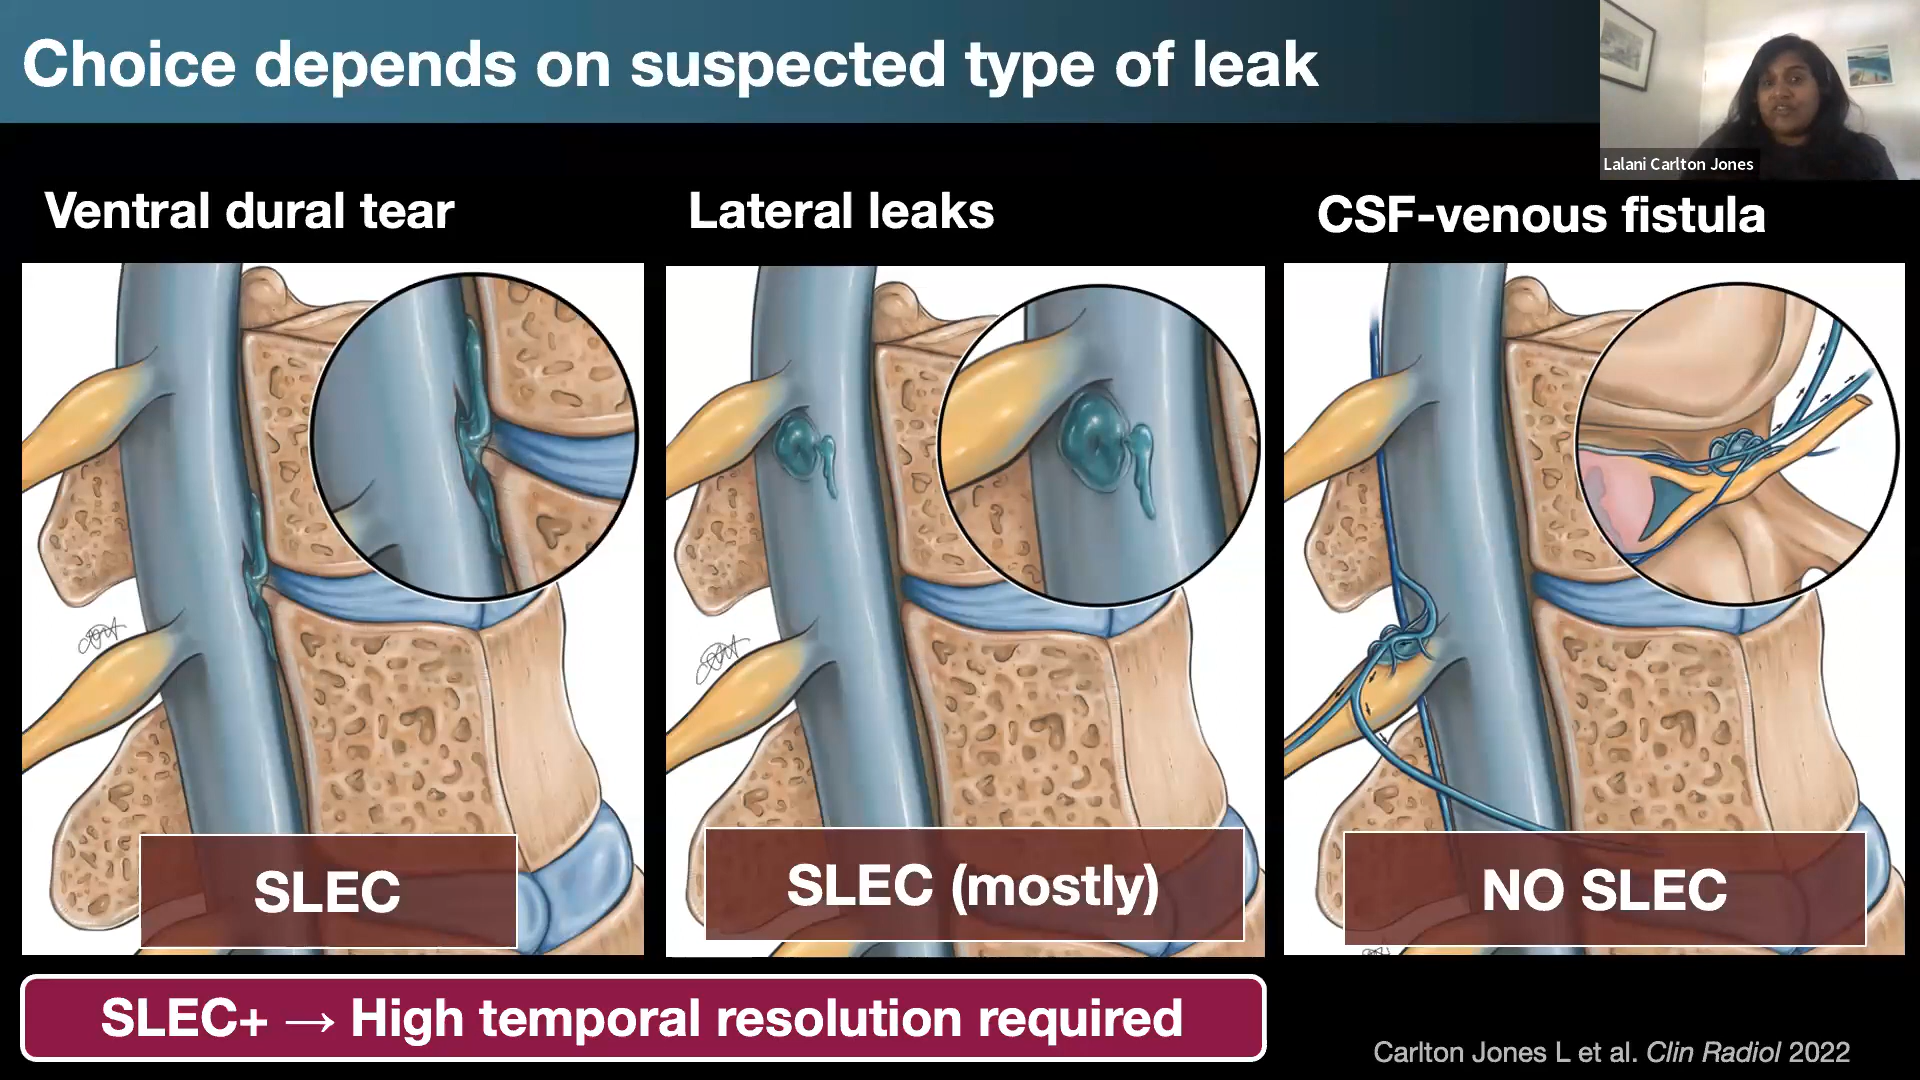 Choice depends on suspected type of leak
Lalani Carlton Jones
Ventral dural tear
Lateral leaks
CSF-venous fistula
SLEC
SLEC (mostly)
NO SLEC
SLEC+ → High temporal resolution required
Carlton Jones L et al. Clin Radiol 2022